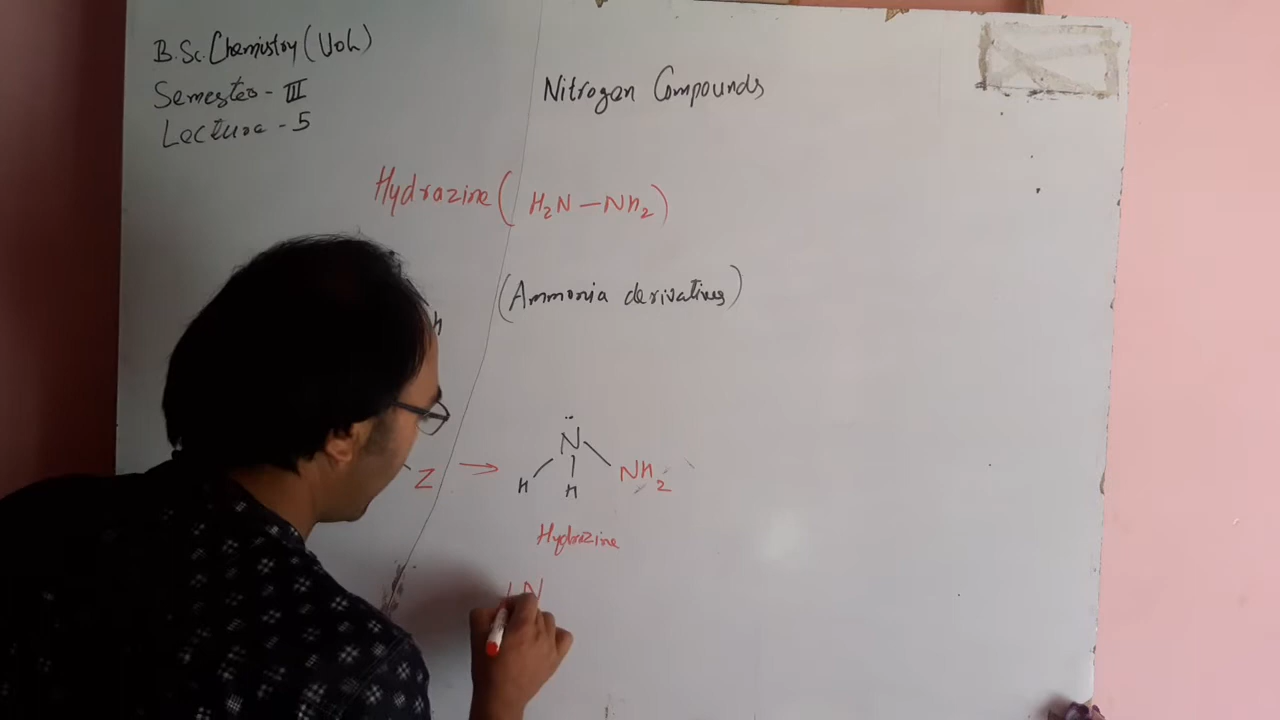 B.Sc. Chemistry (UoL)
Semester - III
Lecture - 5
Nitrogen Compounds
Hydrazine ( H₂N — NH₂ )
(Ammonia derivatives)
H
N̈
Z → H H NH₂
Hydrazine
N